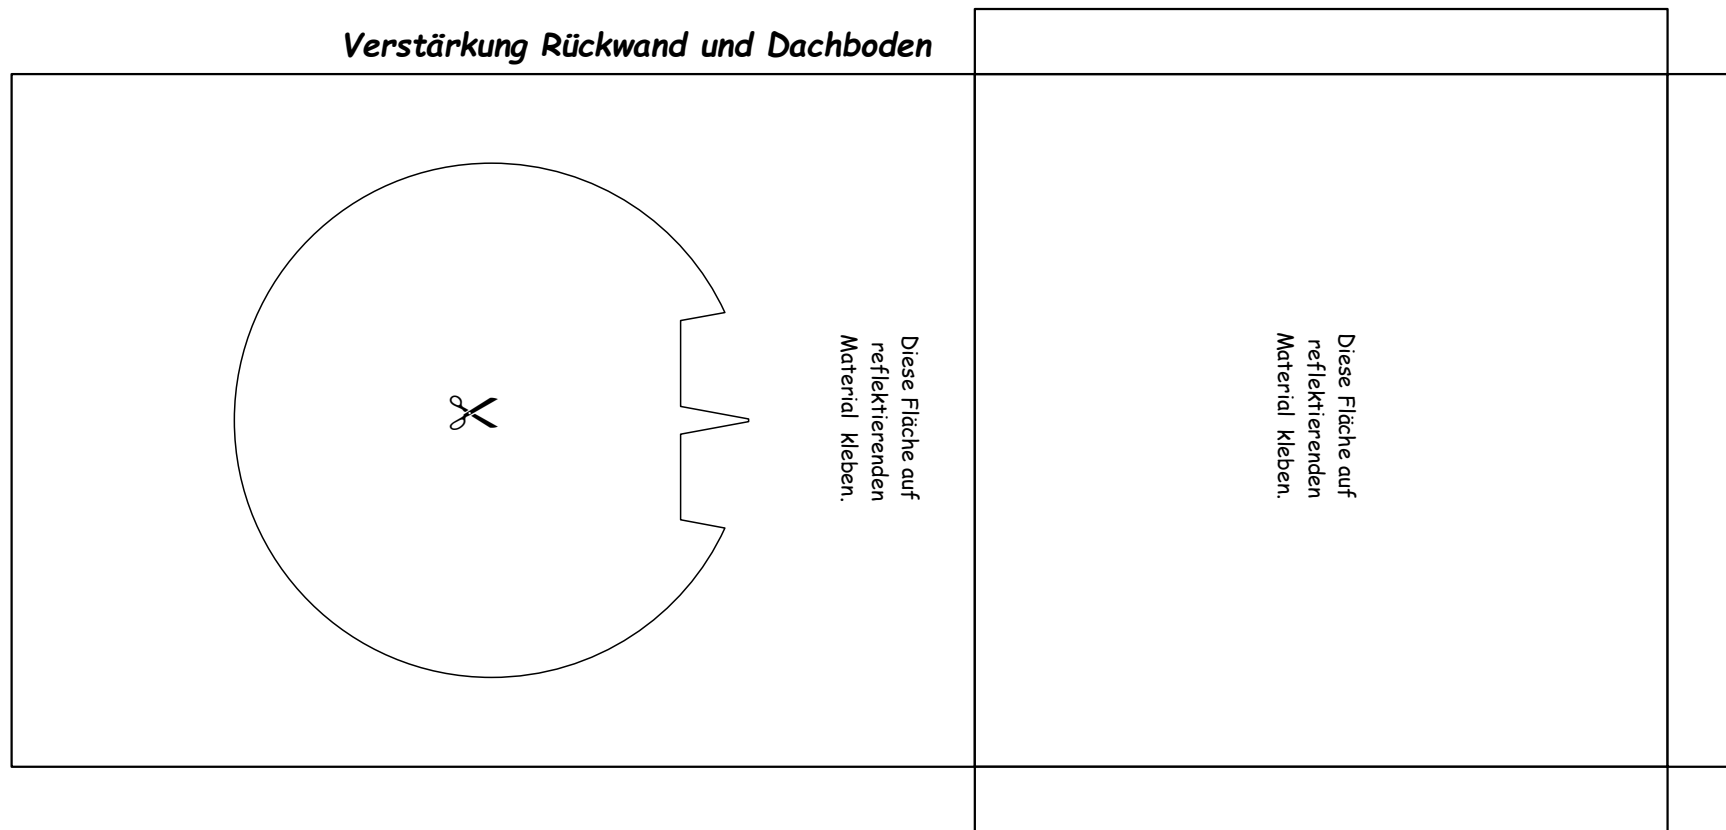 Verstärkung Rückwand und Dachboden
Diese Fläche auf
reflektierenden
Material kleben.
Diese Fläche auf
reflektierenden
Material kleben.